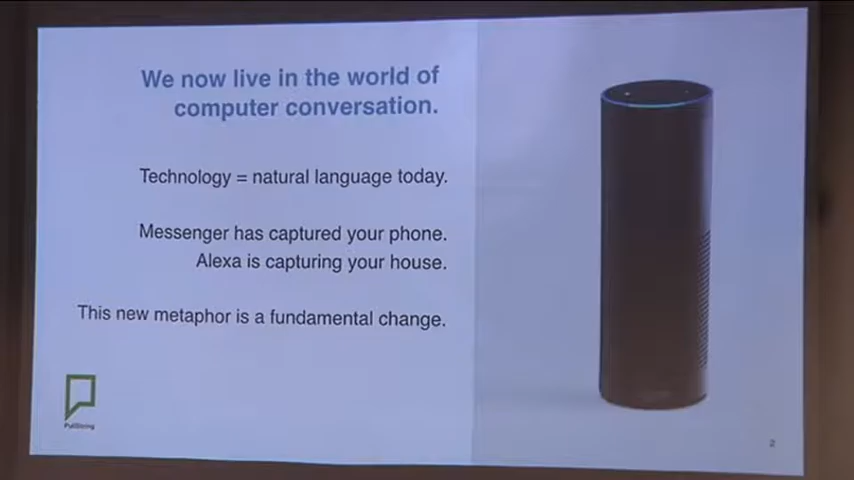 We now live in the world of
computer conversation.
Technology = natural language today.
Messenger has captured your phone.
Alexa is capturing your house.
This new metaphor is a fundamental change.
PullString
2